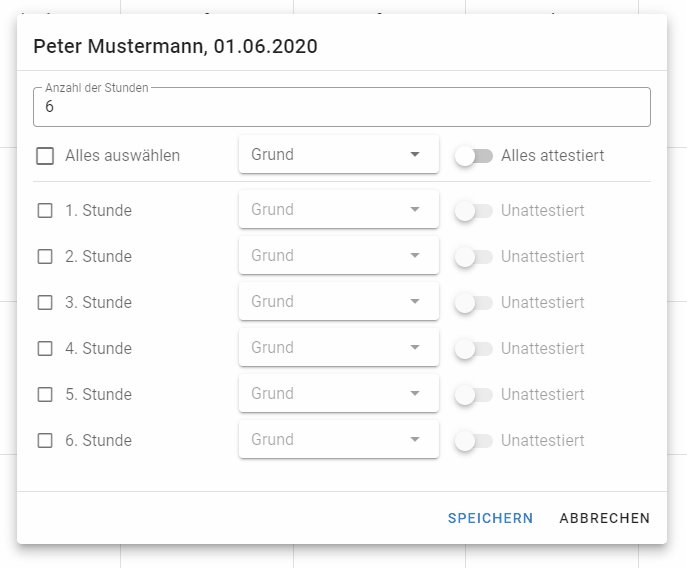 Peter Mustermann, 01.06.2020
Anzahl der Stunden
6
Alles auswählen Grund Alles attestiert
1. Stunde Grund Unattestiert
2. Stunde Grund Unattestiert
3. Stunde Grund Unattestiert
4. Stunde Grund Unattestiert
5. Stunde Grund Unattestiert
6. Stunde Grund Unattestiert
SPEICHERN ABBRECHEN